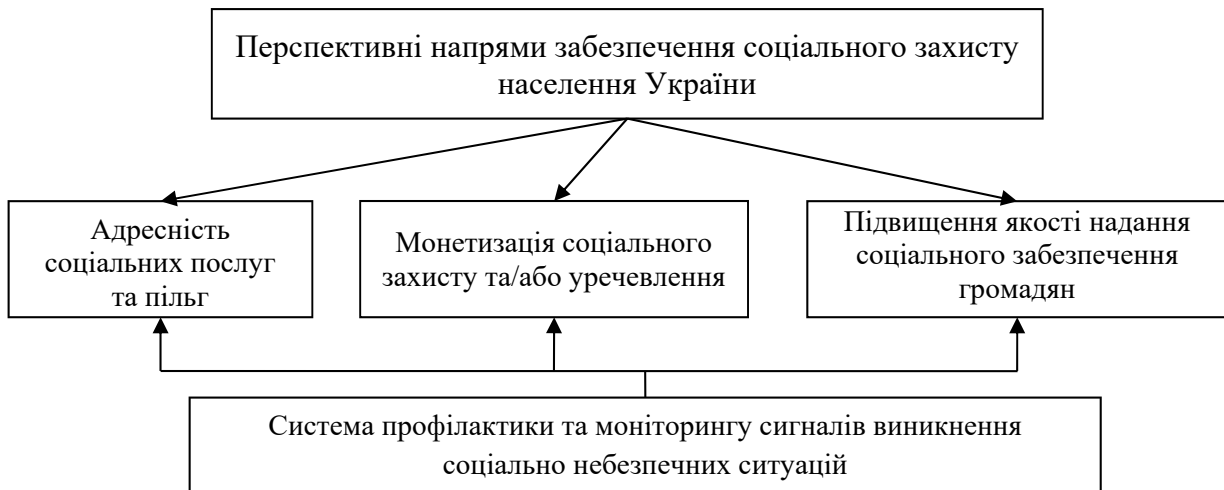 Перспективні напрями забезпечення соціального захисту
населення України
Адресність
соціальних послуг
та пільг
Монетизація соціального
захисту та/або уречевлення
Підвищення якості надання
соціального забезпечення
громадян
Система профілактики та моніторингу сигналів виникнення
соціально небезпечних ситуацій